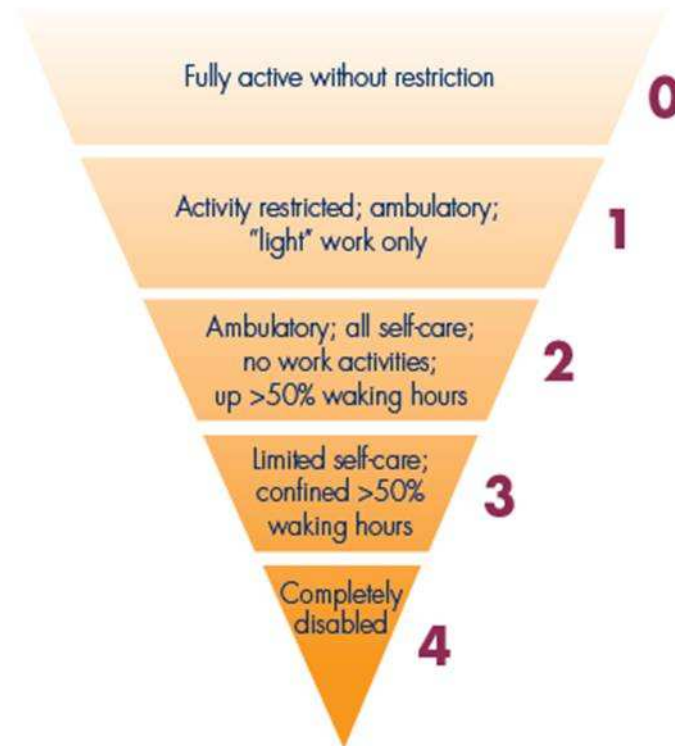 Fully active without restriction
0
Activity restricted; ambulatory;
"light" work only
1
Ambulatory; all self-care;
no work activities;
up >50% waking hours
2
Limited self-care;
confined >50%
waking hours
3
Completely
disabled
4